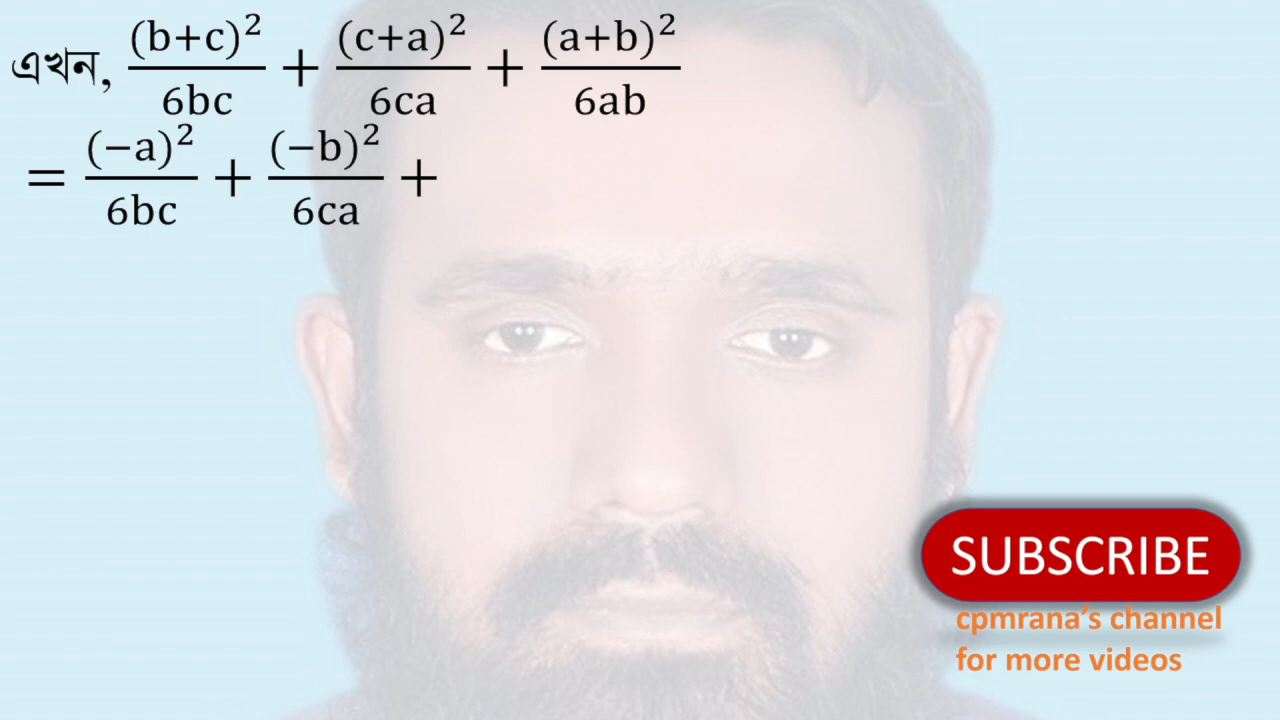 এখন, (b+c)²/6bc + (c+a)²/6ca + (a+b)²/6ab
= (−a)²/6bc + (−b)²/6ca +
SUBSCRIBE
cpmrana’s channel
for more videos